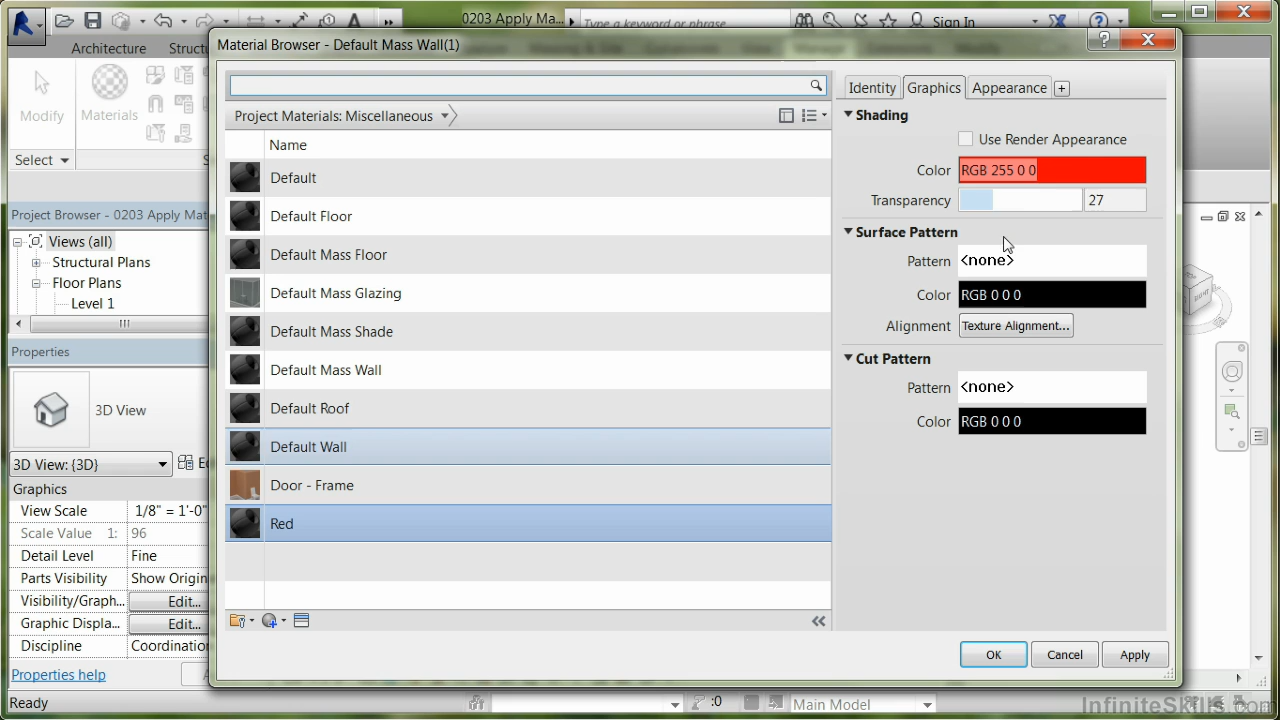 0203 Apply Ma...
Type a keyword or phrase
Sign In
Architecture
Modify
Materials
Select
Project Browser - 0203 Apply Mat
Views (all)
Structural Plans
Floor Plans
Level 1
Properties
3D View
3D View: {3D}
Graphics
View Scale 1/8" = 1'-0"
Scale Value 1: 96
Detail Level Fine
Parts Visibility Show Origin
Visibility/Graph... Edit...
Graphic Displa... Edit...
Discipline Coordination
Properties help
Ready
:0
Main Model
Material Browser - Default Mass Wall(1)
Project Materials: Miscellaneous
Name
Default
Default Floor
Default Mass Floor
Default Mass Glazing
Default Mass Shade
Default Mass Wall
Default Roof
Default Wall
Door - Frame
Red
Identity Graphics Appearance +
Shading
Use Render Appearance
Color RGB 255 0 0
Transparency 27
Surface Pattern
Pattern <none>
Color RGB 0 0 0
Alignment Texture Alignment...
Cut Pattern
Pattern <none>
Color RGB 0 0 0
OK Cancel Apply
InfiniteSkills.com